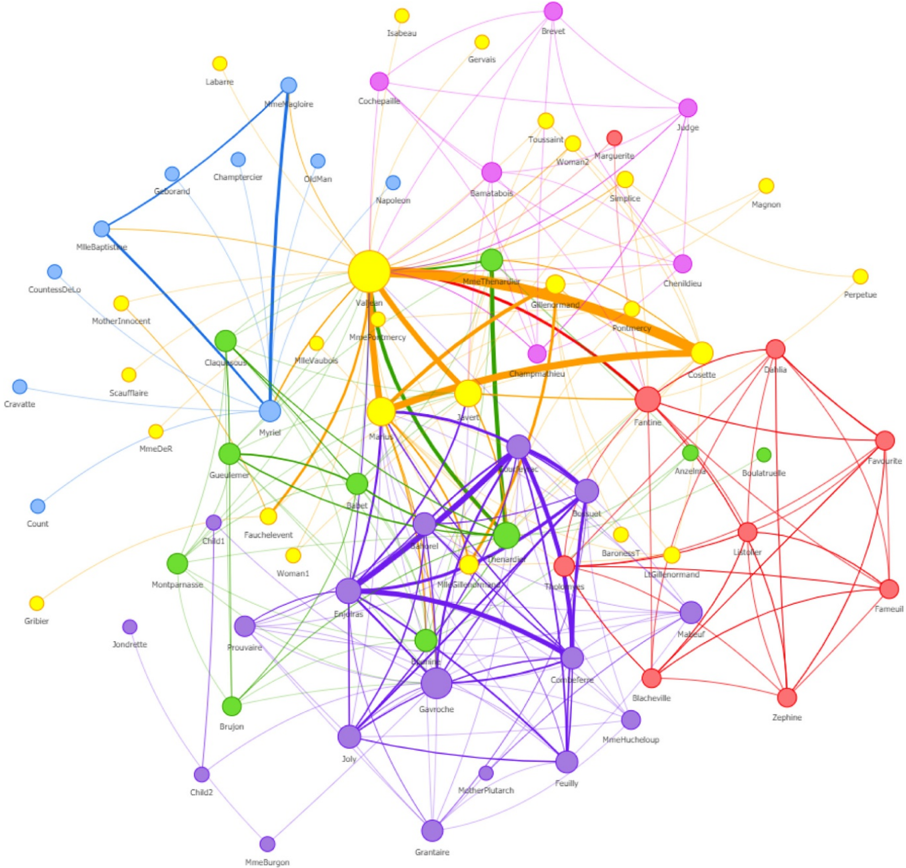 Isabeau
Brevet
Gervais
Labarre
MmeMagloire
Cochepaille
Judge
Toussaint
Woman2
Marguerite
Champtercier
OldMan
Geborand
Napoleon
Bamatabois
Simplice
Magnon
MlleBaptistine
CountessDeLo
Valjean
MmeThenardier
Chenildieu
Perpetue
Gillenormand
MotherInnocent
MmePontmercy
Pontmercy
Claquesous
MlleVaubois
Champmathieu
Cosette
Dahlia
Scaufflaire
Cravatte
Myriel
Marius
Javert
Fantine
MmeDeR
Courfeyrac
Favourite
Gueulemer
Anzelma
Boulatruelle
Babet
Bossuet
Count
Child1
Fauchelevent
Bahorel
Thenardier
BaronessT
Listolier
Montparnasse
Woman1
MlleGillenormand
Tholomyes
LtGillenormand
Gribier
Enjolras
Fameuil
Jondrette
Prouvaire
Mabeuf
Combeferre
Gavroche
Blacheville
Zephine
Brujon
MmeHucheloup
Joly
Child2
MotherPlutarch
Feuilly
MmeBurgon
Grantaire